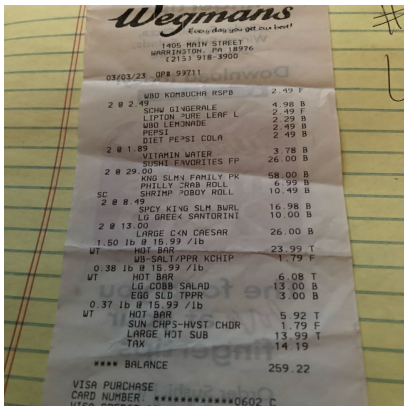 Wegmans
Every day you get our best!
1405 MAIN STREET
WARRINGTON, PA 18976
(215) 918-3900
03/03/23 OP# 99711
WBO KOMBUCHA RSPB 2.49 F
2 @ 2.49
SCHW GINGERALE 4.98 B
LIPTON PURE LEAF L 2.49 F
WBO LEMONADE 2.29 B
PEPSI 2.49 B
DIET PEPSI COLA 2.49 B
2 @ 1.89
VITAMIN WATER 3.78 B
SUSHI FAVORITES FP 26.00 B
2 @ 29.00
KNG SLMN FAMILY PK 58.00 B
PHILLY CRAB ROLL 6.99 B
SC SHRIMP POBOY ROLL 10.49 B
2 @ 8.49
SPCY KING SLM BWRL 16.98 B
LG GREEK SANTORINI 10.00 B
2 @ 13.00
LARGE CKN CAESAR 26.00 B
1.50 lb @ 15.99 /lb
WT HOT BAR 23.99 T
WB-SALT/PPR KCHIP 1.79 F
0.38 lb @ 15.99 /lb
WT HOT BAR 6.08 T
LG COBB SALAD 13.00 B
EGG SLD TPPR 3.00 B
0.37 lb @ 15.99 /lb
WT HOT BAR 5.92 T
SUN CHPS-HVST CHDR 1.79 F
LARGE HOT SUB 13.99 T
TAX 14.19
**** BALANCE 259.22
VISA PURCHASE
CARD NUMBER ************0602 C